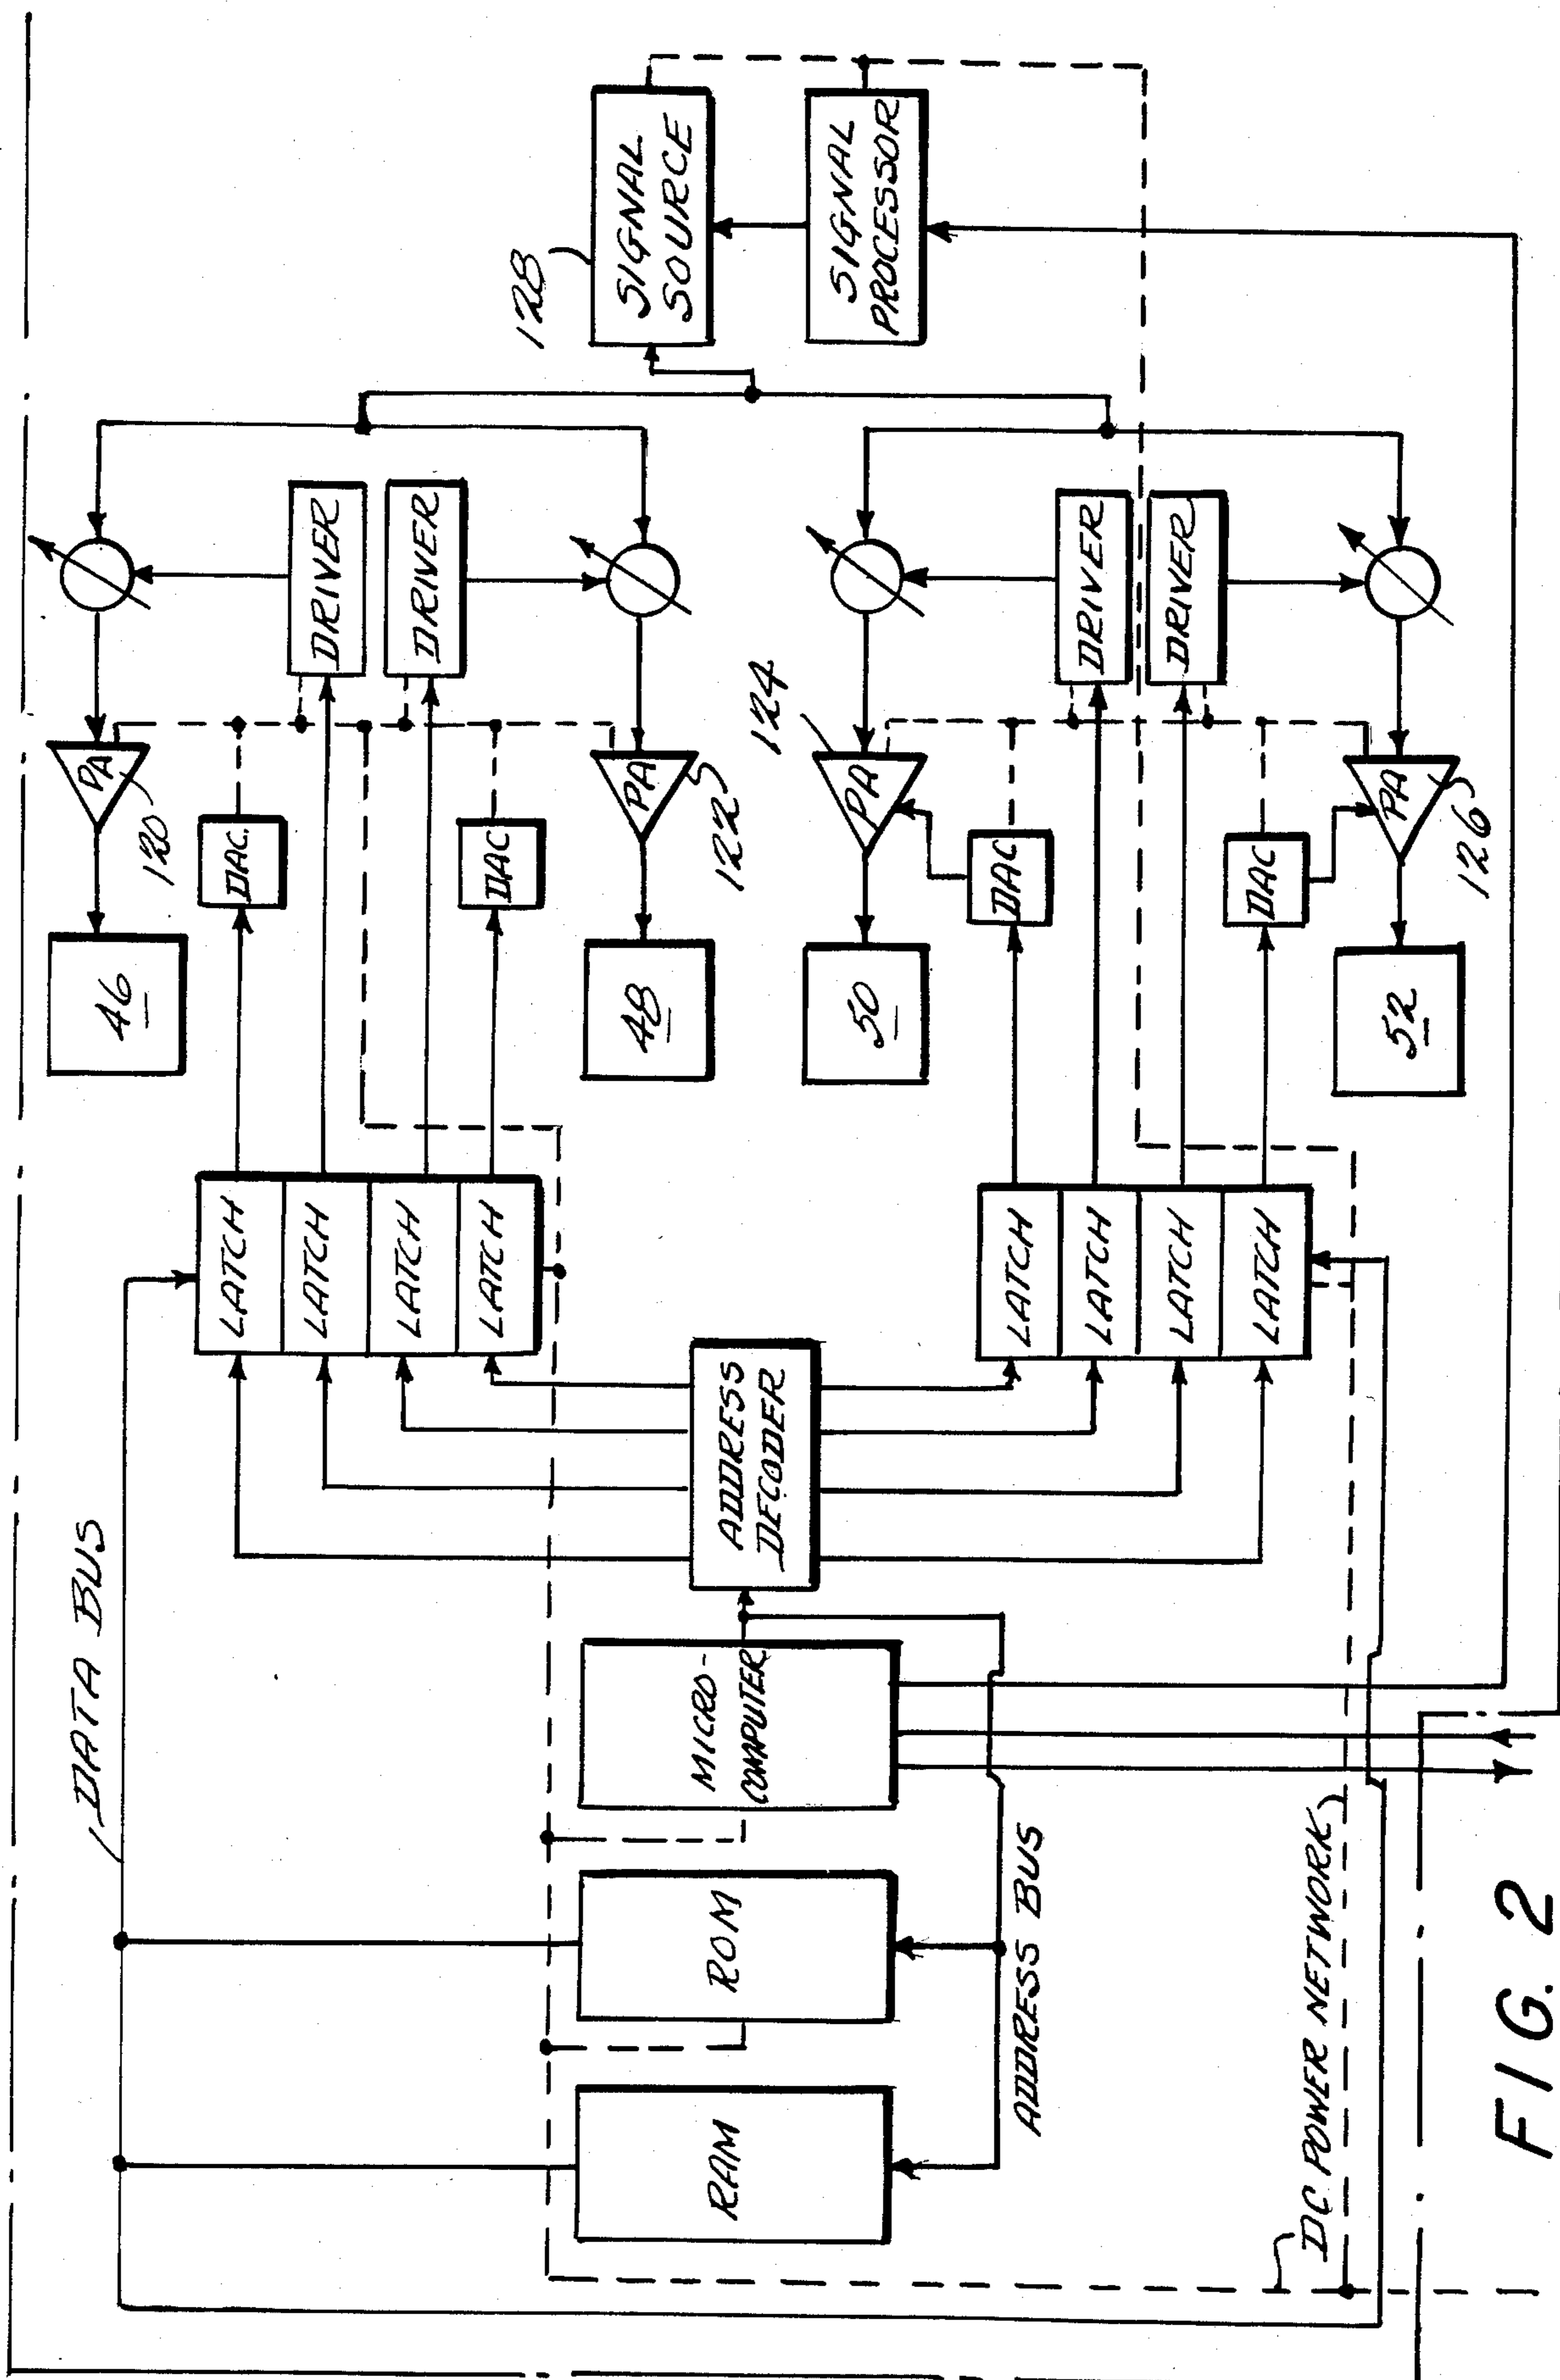 DATA BUS
RAM
ROM
MICRO-
COMPUTER
ADDRESS
DECODER
ADDRESS BUS
DC POWER NETWORK
LATCH
LATCH
LATCH
LATCH
LATCH
LATCH
LATCH
LATCH
46
120
PA
DAC.
DRIVER
DRIVER
DAC
48
PA
122
50
PA
124
DAC
DRIVER
DRIVER
DAC
52
PA
126
128
SIGNAL
SOURCE
SIGNAL
PROCESSOR
FIG. 2